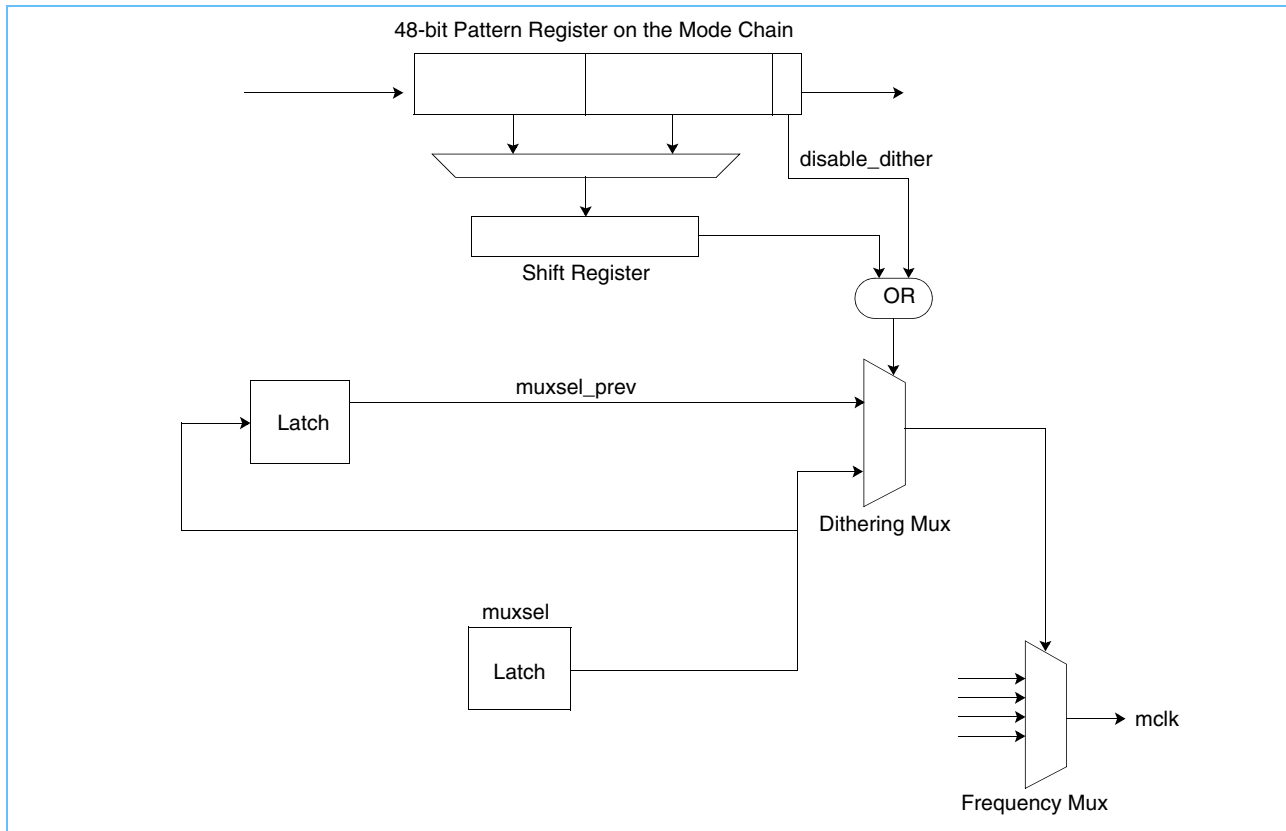 48-bit Pattern Register on the Mode Chain
disable_dither
Shift Register
OR
muxsel_prev
Latch
Dithering Mux
muxsel
Latch
mclk
Frequency Mux